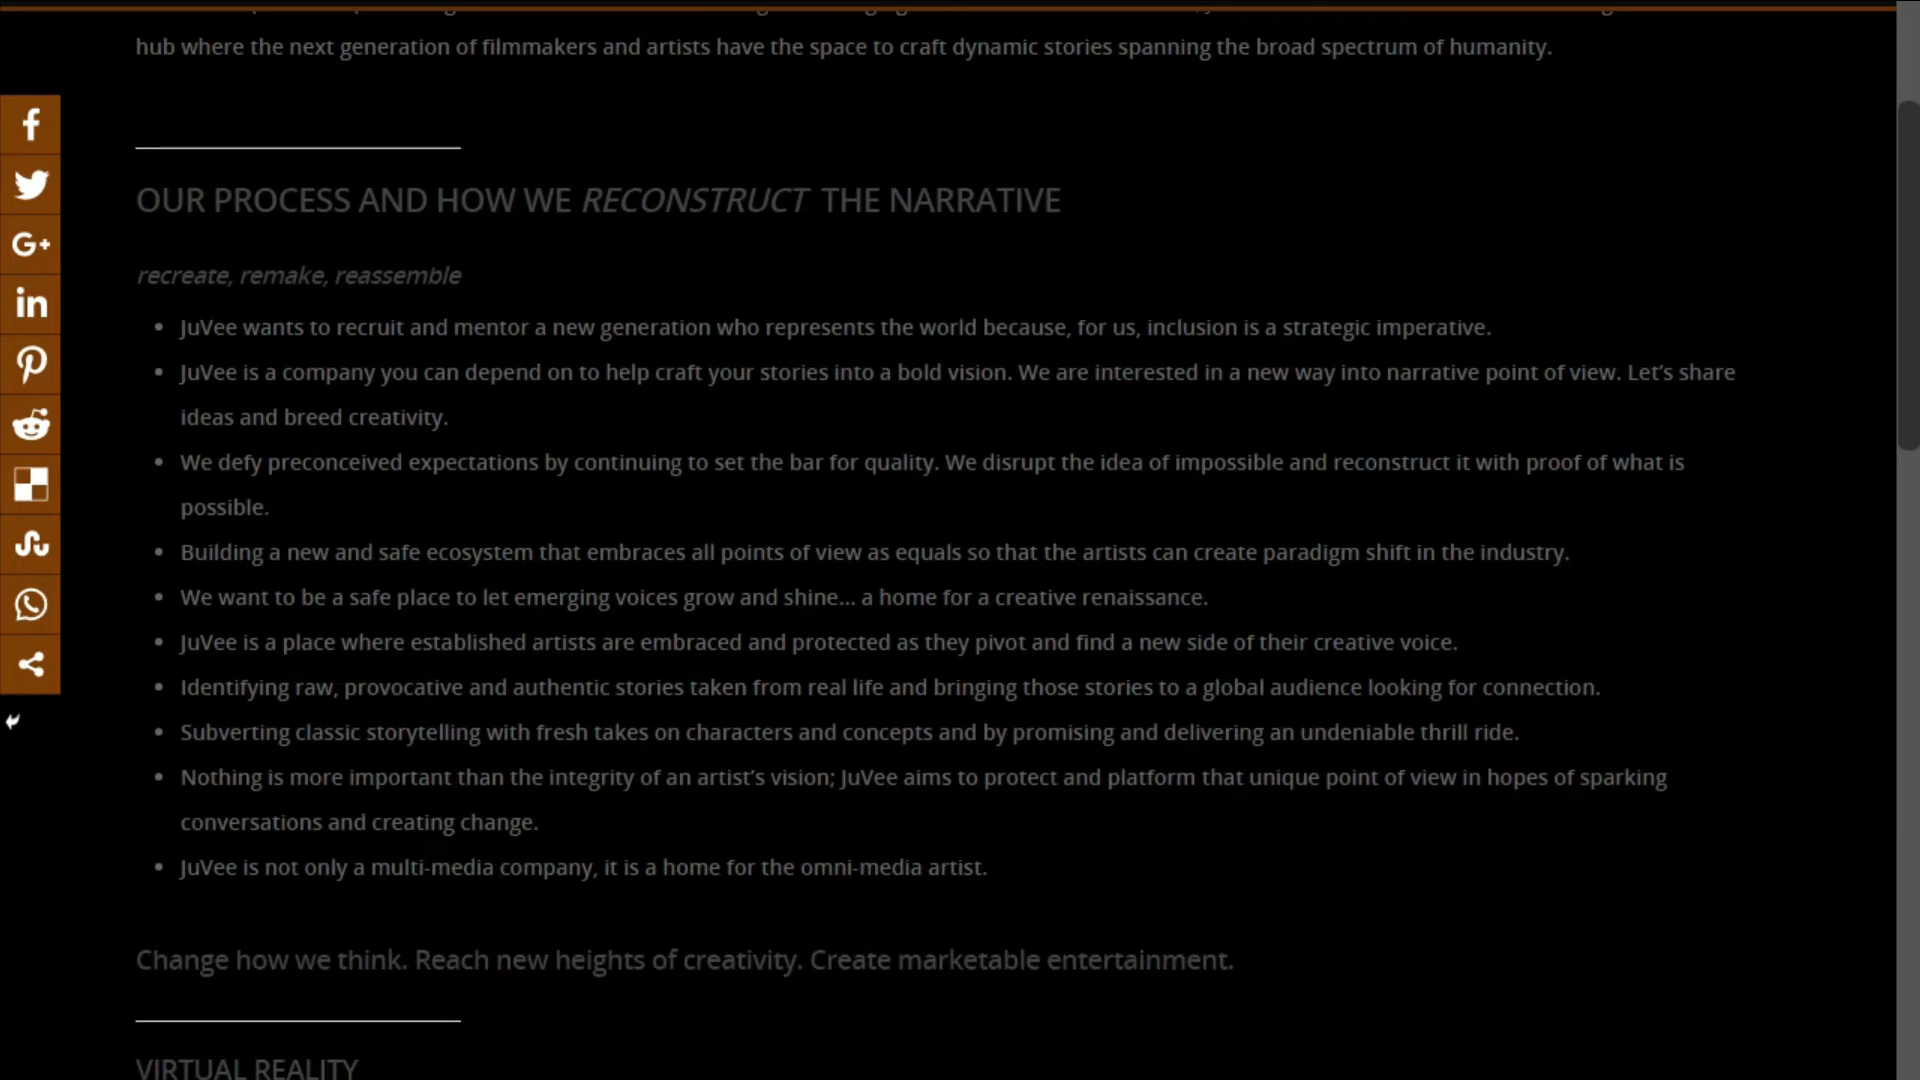 hub where the next generation of filmmakers and artists have the space to craft dynamic stories spanning the broad spectrum of humanity.
OUR PROCESS AND HOW WE RECONSTRUCT THE NARRATIVE
recreate, remake, reassemble
• JuVee wants to recruit and mentor a new generation who represents the world because, for us, inclusion is a strategic imperative.
• JuVee is a company you can depend on to help craft your stories into a bold vision. We are interested in a new way into narrative point of view. Let’s share
ideas and breed creativity.
• We defy preconceived expectations by continuing to set the bar for quality. We disrupt the idea of impossible and reconstruct it with proof of what is
possible.
• Building a new and safe ecosystem that embraces all points of view as equals so that the artists can create paradigm shift in the industry.
• We want to be a safe place to let emerging voices grow and shine… a home for a creative renaissance.
• JuVee is a place where established artists are embraced and protected as they pivot and find a new side of their creative voice.
• Identifying raw, provocative and authentic stories taken from real life and bringing those stories to a global audience looking for connection.
• Subverting classic storytelling with fresh takes on characters and concepts and by promising and delivering an undeniable thrill ride.
• Nothing is more important than the integrity of an artist’s vision; JuVee aims to protect and platform that unique point of view in hopes of sparking
conversations and creating change.
• JuVee is not only a multi-media company, it is a home for the omni-media artist.
Change how we think. Reach new heights of creativity. Create marketable entertainment.
VIRTUAL REALITY